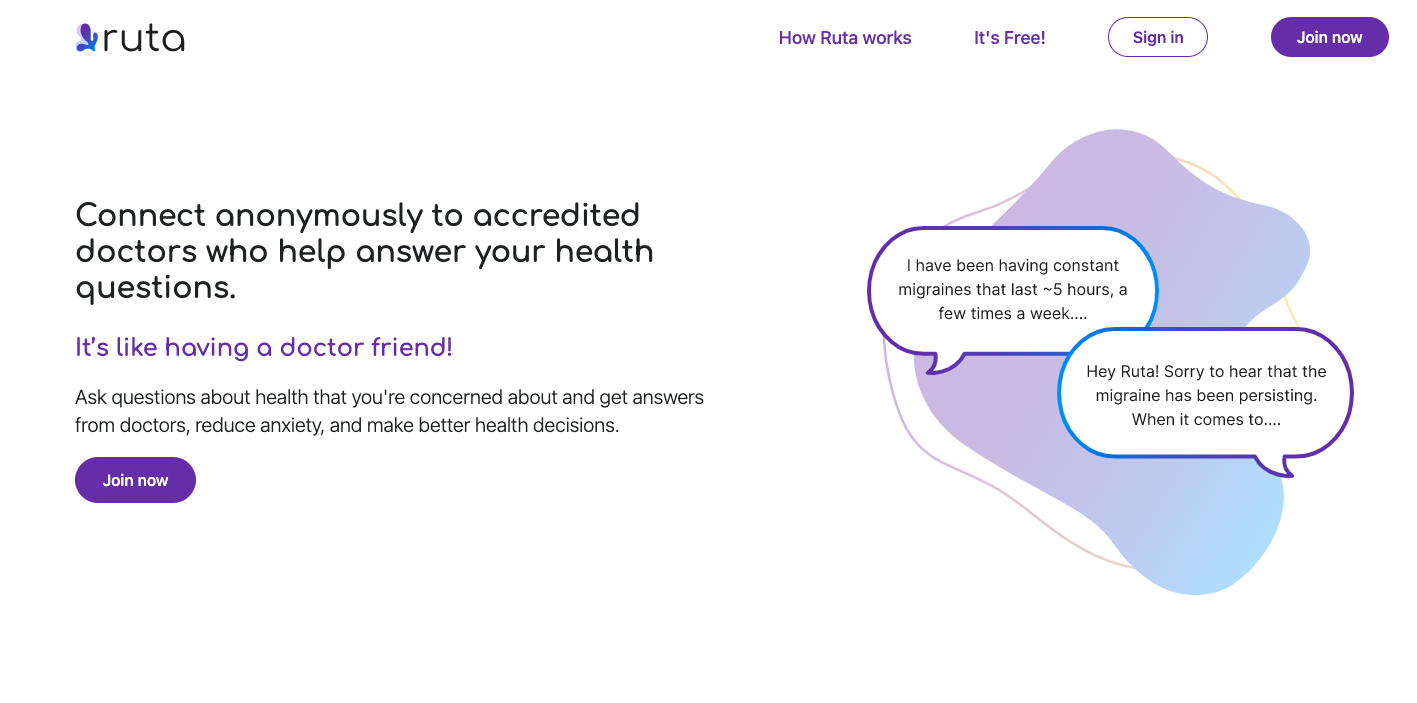 ruta
How Ruta works
It's Free!
Sign in
Join now
Connect anonymously to accredited
doctors who help answer your health
questions.
It’s like having a doctor friend!
Ask questions about health that you're concerned about and get answers
from doctors, reduce anxiety, and make better health decisions.
Join now
I have been having constant
migraines that last ~5 hours, a
few times a week....
Hey Ruta! Sorry to hear that the
migraine has been persisting.
When it comes to....